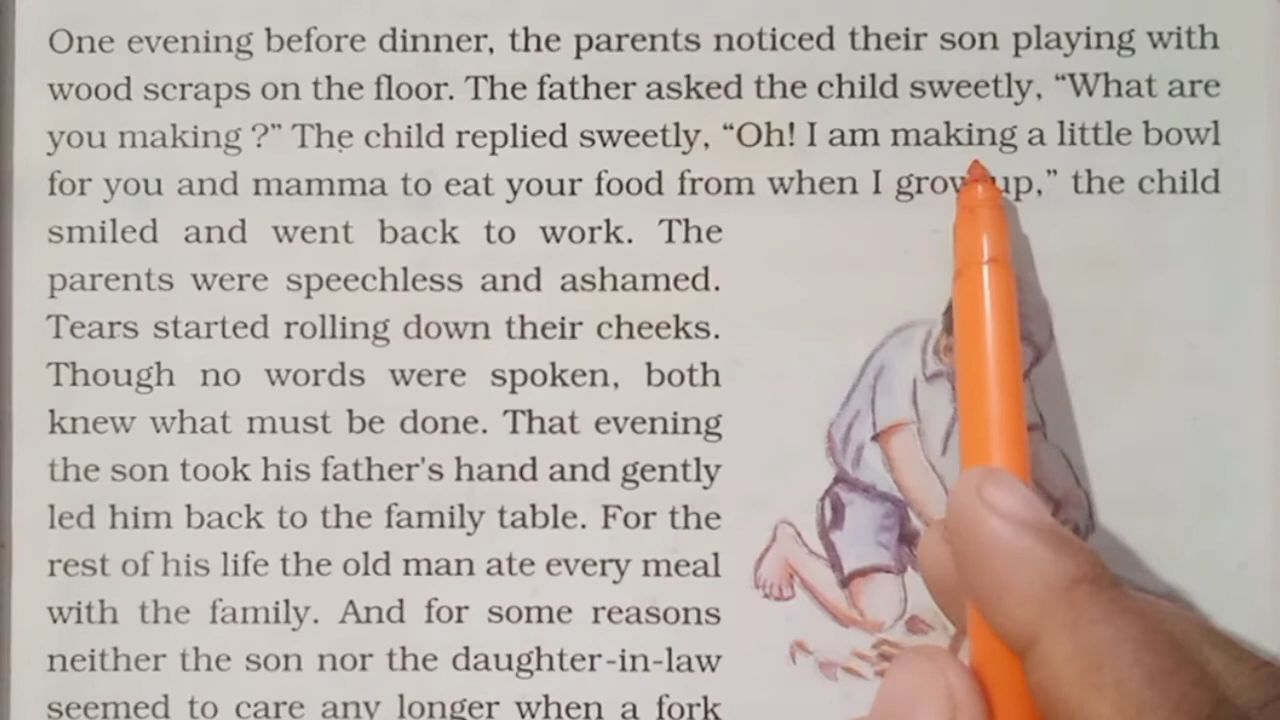 One evening before dinner, the parents noticed their son playing with
wood scraps on the floor. The father asked the child sweetly, “What are
you making ?” The child replied sweetly, “Oh! I am making a little bowl
for you and mamma to eat your food from when I grow up,” the child
smiled and went back to work. The
parents were speechless and ashamed.
Tears started rolling down their cheeks.
Though no words were spoken, both
knew what must be done. That evening
the son took his father's hand and gently
led him back to the family table. For the
rest of his life the old man ate every meal
with the family. And for some reasons
neither the son nor the daughter-in-law
seemed to care any longer when a fork